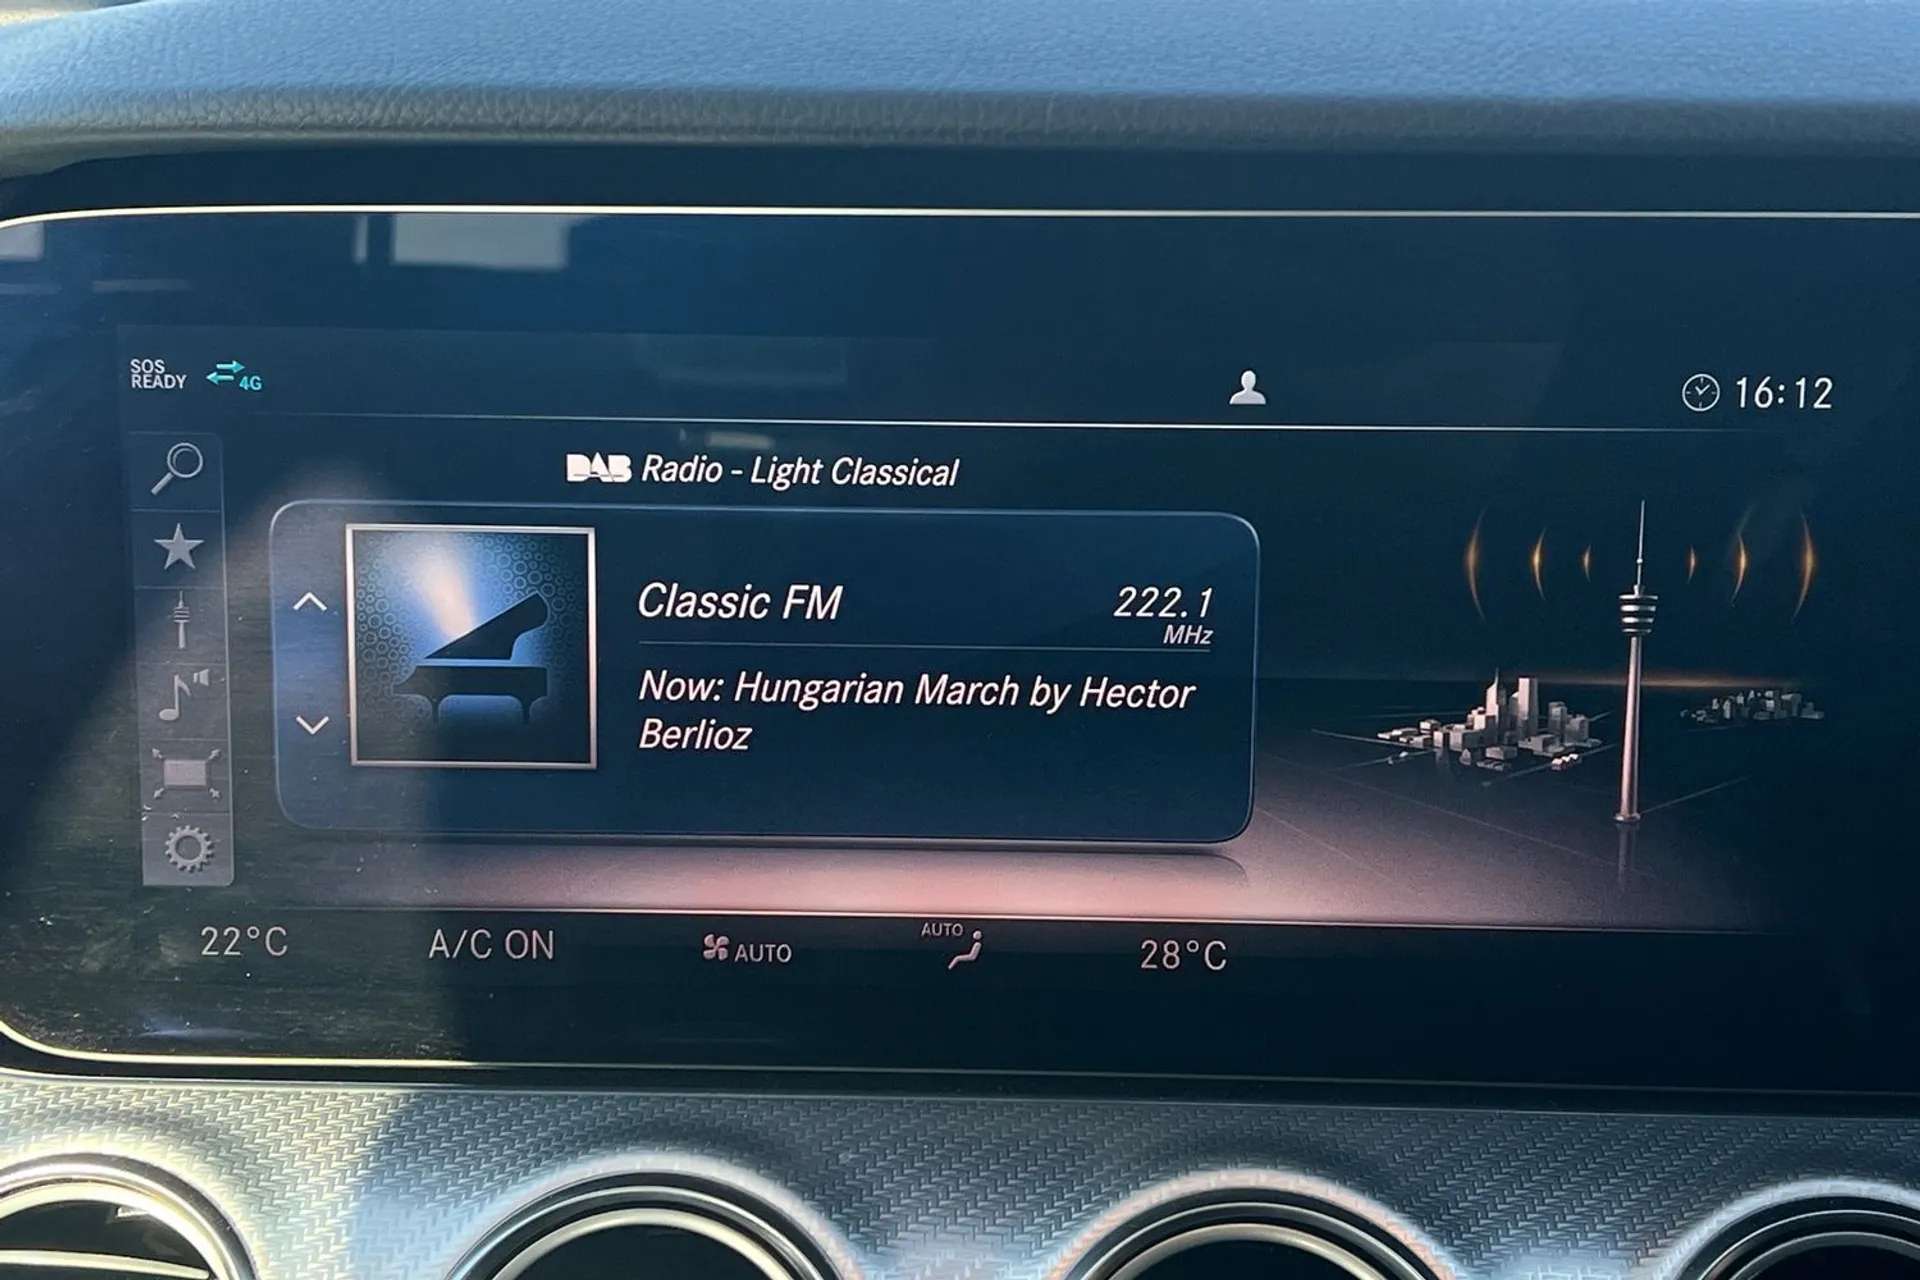 SOS
READY
4G
16:12
DAB Radio - Light Classical
Classic FM
222.1
MHz
Now: Hungarian March by Hector
Berlioz
22°C
A/C ON
AUTO
AUTO
28°C